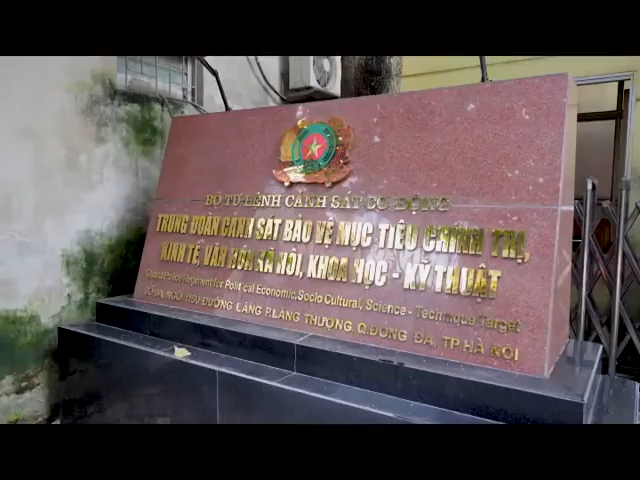 BỘ TƯ LỆNH CẢNH SÁT CƠ ĐỘNG
TRUNG ĐOÀN CẢNH SÁT BẢO VỆ MỤC TIÊU CHÍNH TRỊ,
KINH TẾ, VĂN HÓA XÃ HỘI, KHOA HỌC - KỸ THUẬT
Guard Police Regiment for Political Economic, Socio Cultural, Science - Technique Target
NGÕ 1150 ĐƯỜNG LÁNG P.LÁNG THƯỢNG, Q.ĐỐNG ĐA, TP HÀ NỘI